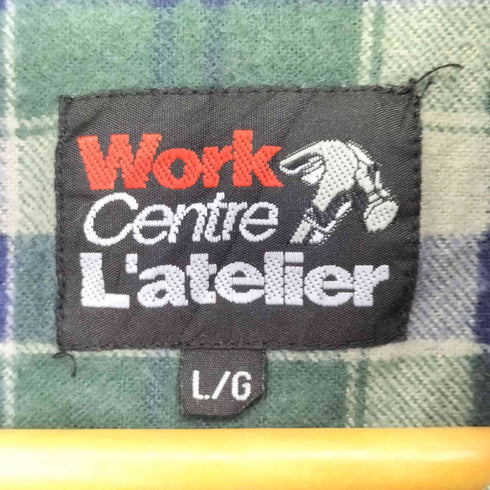 Work
Centre
L'atelier
L/G